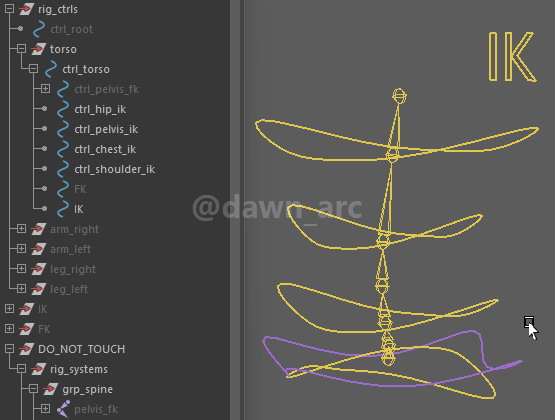 rig_ctrls
ctrl_root
torso
ctrl_torso
ctrl_pelvis_fk
ctrl_hip_ik
ctrl_pelvis_ik
ctrl_chest_ik
ctrl_shoulder_ik
FK
IK
arm_right
arm_left
leg_right
leg_left
IK
FK
DO_NOT_TOUCH
rig_systems
grp_spine
pelvis_fk
IK
@dawn_arc